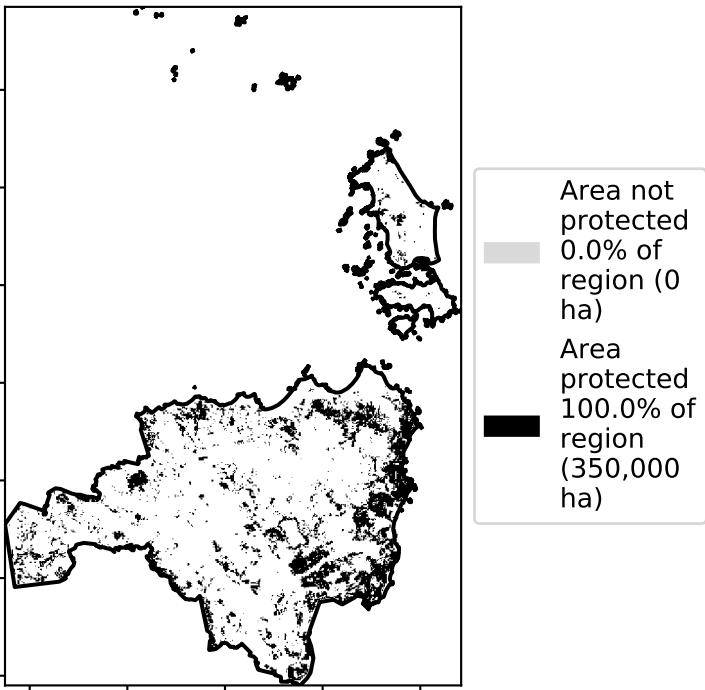 Area not
protected
0.0% of
region (0
ha)
Area
protected
100.0% of
region
(350,000
ha)